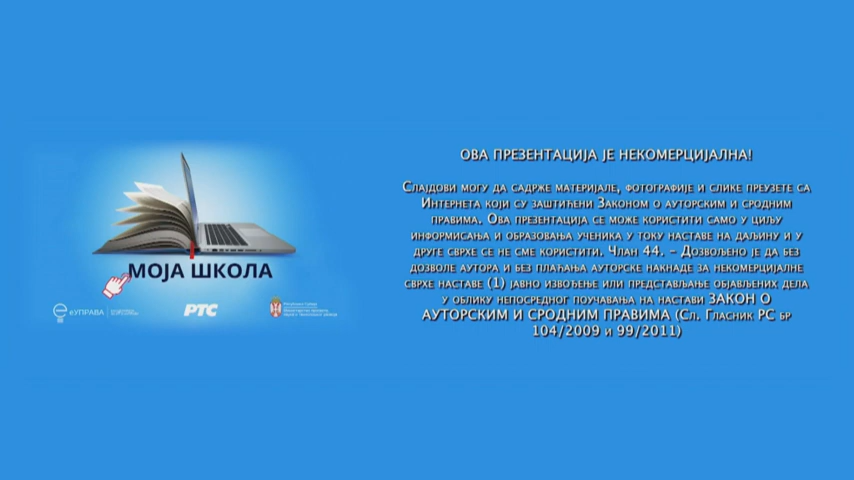 МОЈА ШКОЛА
еУПРАВА
РТС
Република Србија
ОВА ПРЕЗЕНТАЦИЈА ЈЕ НЕКОМЕРЦИЈАЛНА!
Слајдови могу да садрже материјале, фотографије и слике преузете са
Интернета који су заштићени Законом о ауторским и сродним
правима. Ова презентација се може користити само у циљу
информисања и образовања ученика у току наставе на даљину и у
друге сврхе се не сме користити. Члан 44. – Дозвољено је да без
дозволе аутора и без плаћања ауторске накнаде за некомерцијалне
сврхе наставе (1) јавно извођење или представљање објављених дела
у облику непосредног поучавања на настави ЗАКОН О
АУТОРСКИМ И СРОДНИМ ПРАВИМА (Сл. Гласник РС бр
104/2009 и 99/2011)